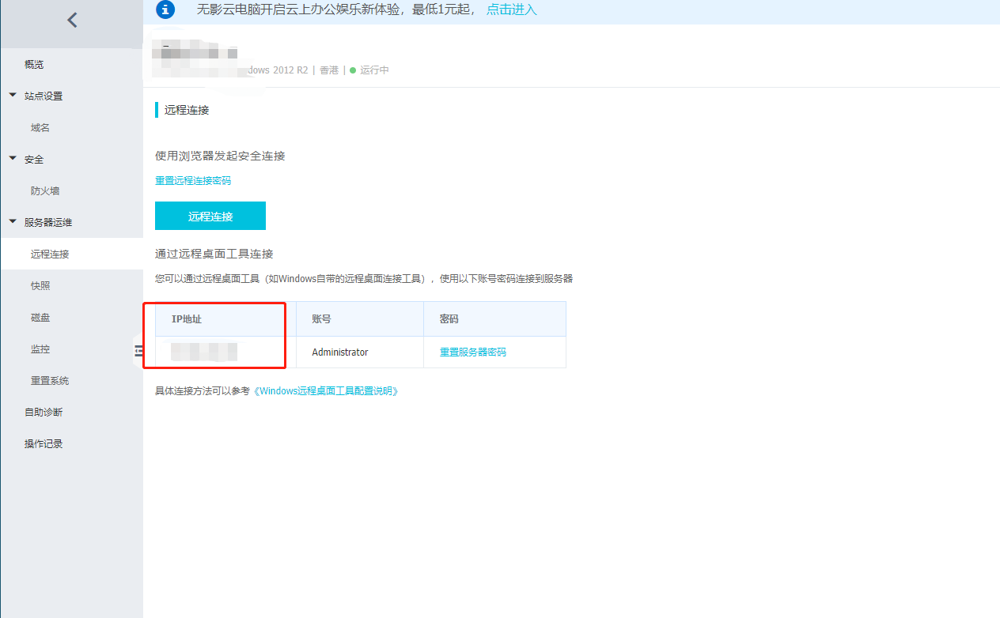 无影云电脑开启云上办公娱乐新体验，最低1元起， 点击进入
2012 R2 | 香港 | 运行中
概览
站点设置
域名
安全
防火墙
服务器运维
远程连接
快照
磁盘
监控
重置系统
自助诊断
操作记录
远程连接
使用浏览器发起安全连接
重置远程连接密码
远程连接
通过远程桌面工具连接
您可以通过远程桌面工具（如Windows自带的远程桌面连接工具），使用以下账号密码连接到服务器
IP地址 账号 密码
Administrator 重置服务器密码
具体连接方法可以参考《Windows远程桌面工具配置说明》